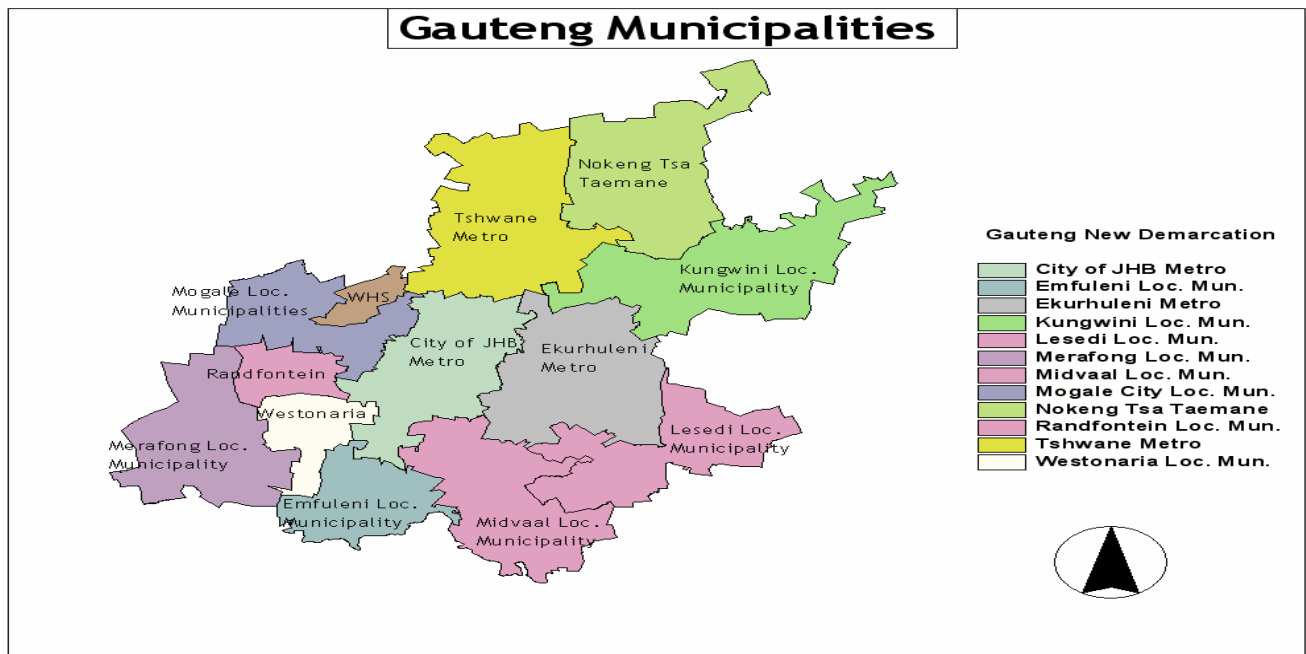 Gauteng Municipalities
Nokeng Tsa
Taemane
Tshwane
Metro
Kungwini Loc.
Municipality
Mogale Loc.
Municipalities
WHS
City of JHB
Metro
Ekurhuleni
Metro
Randfontein
Westonaria
Merafong Loc.
Municipality
Lesedi Loc.
Municipality
Emfuleni Loc.
Municipality
Midvaal Loc.
Municipality
Gauteng New Demarcation
City of JHB Metro
Emfuleni Loc. Mun.
Ekurhuleni Metro
Kungwini Loc. Mun.
Lesedi Loc. Mun.
Merafong Loc. Mun.
Midvaal Loc. Mun.
Mogale City Loc. Mun.
Nokeng Tsa Taemane
Randfontein Loc. Mun.
Tshwane Metro
Westonaria Loc. Mun.